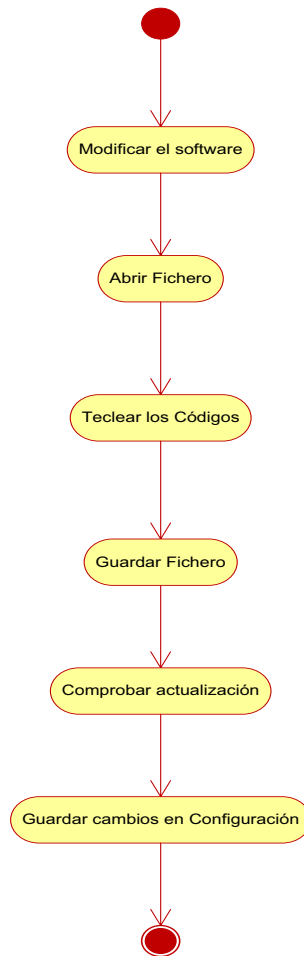 Modificar el software
Abrir Fichero
Teclear los Códigos
Guardar Fichero
Comprobar actualización
Guardar cambios en Configuración